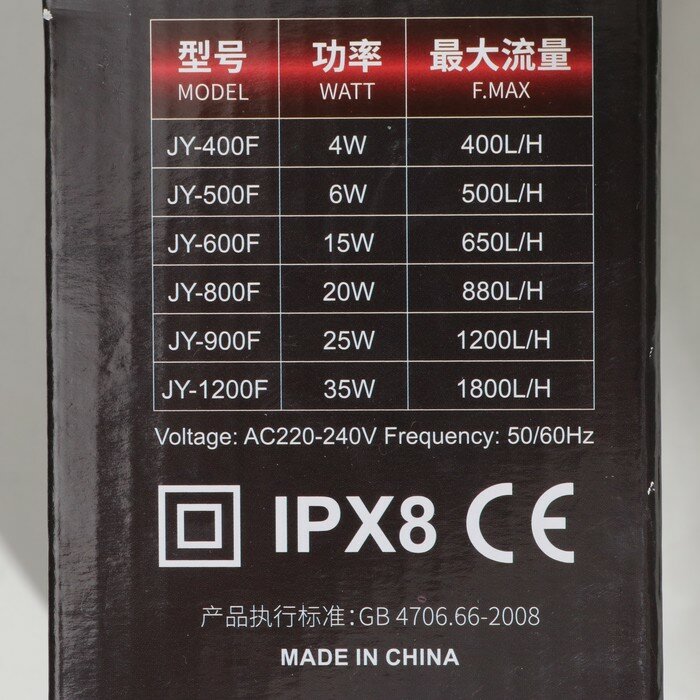 型号 功率 最大流量
MODEL WATT F.MAX
JY-400F 4W 400L/H
JY-500F 6W 500L/H
JY-600F 15W 650L/H
JY-800F 20W 880L/H
JY-900F 25W 1200L/H
JY-1200F 35W 1800L/H
Voltage: AC220-240V Frequency: 50/60Hz
IPX8 CE
产品执行标准:GB 4706.66-2008
MADE IN CHINA